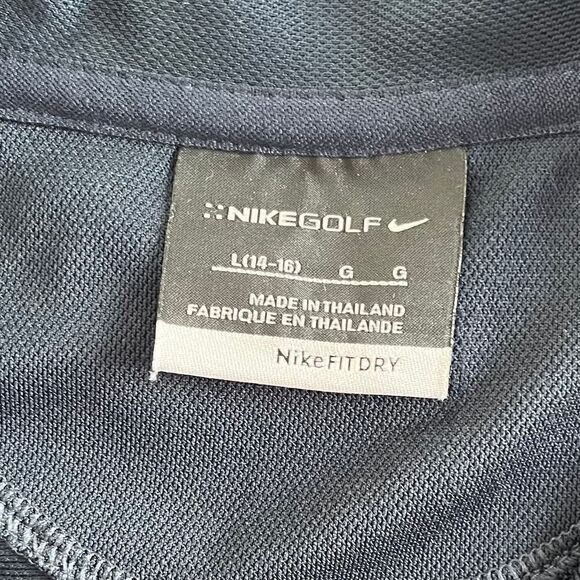 NIKEGOLF
L(14-16) G G
MADE IN THAILAND
FABRIQUE EN THAILANDE
NikeFITDRY